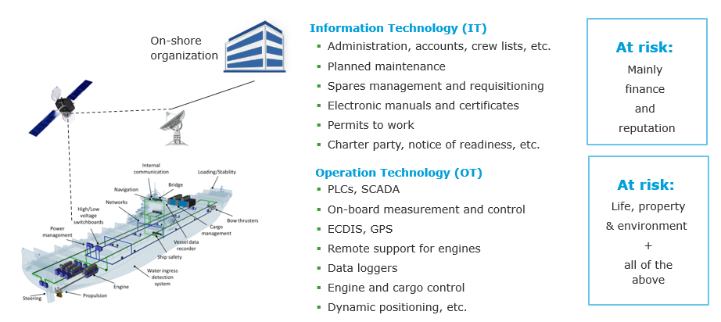 On-shore
organization
Internal
communication
Loading/Stability
Navigation
Bridge
Networks
High/Low
voltage
switchboards
Bow thrusters
Power
management
Cargo
management
Vessel data
recorder
Ship safety
Water ingress
detection
system
Engine
Steering
Propulsion
Information Technology (IT)
▪ Administration, accounts, crew lists, etc.
▪ Planned maintenance
▪ Spares management and requisitioning
▪ Electronic manuals and certificates
▪ Permits to work
▪ Charter party, notice of readiness, etc.
At risk:
Mainly
finance
and
reputation
Operation Technology (OT)
▪ PLCs, SCADA
▪ On-board measurement and control
▪ ECDIS, GPS
▪ Remote support for engines
▪ Data loggers
▪ Engine and cargo control
▪ Dynamic positioning, etc.
At risk:
Life, property
& environment
+
all of the
above